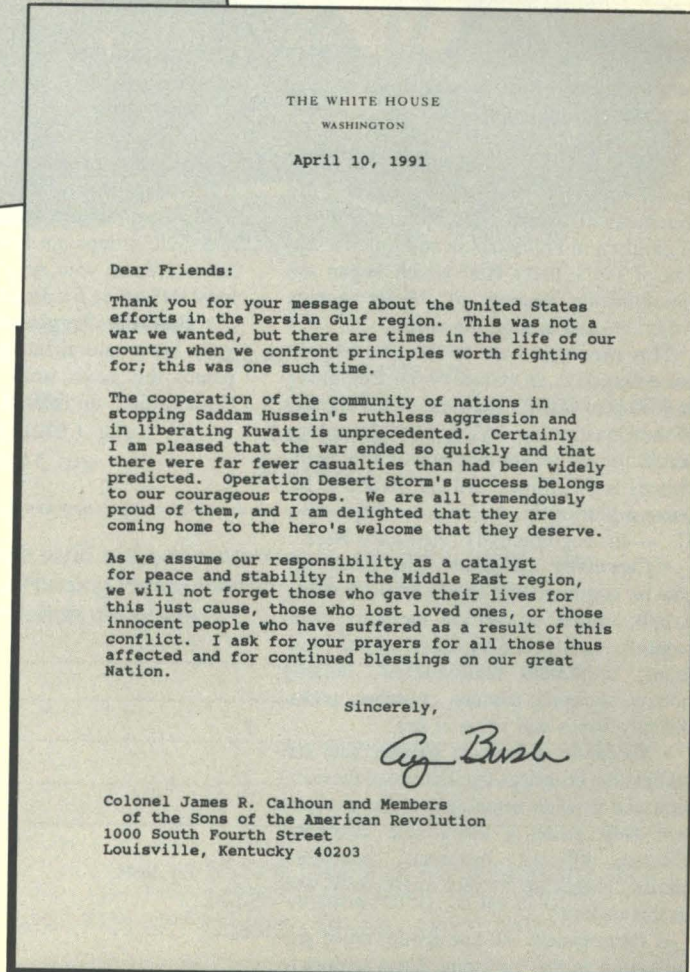 THE WHITE HOUSE
WASHINGTON
April 10, 1991
Dear Friends:
Thank you for your message about the United States
efforts in the Persian Gulf region. This was not a
war we wanted, but there are times in the life of our
country when we confront principles worth fighting
for; this was one such time.
The cooperation of the community of nations in
stopping Saddam Hussein's ruthless aggression and
in liberating Kuwait is unprecedented. Certainly
I am pleased that the war ended so quickly and that
there were far fewer casualties than had been widely
predicted. Operation Desert Storm's success belongs
to our courageous troops. We are all tremendously
proud of them, and I am delighted that they are
coming home to the hero's welcome that they deserve.
As we assume our responsibility as a catalyst
for peace and stability in the Middle East region,
we will not forget those who gave their lives for
this just cause, those who lost loved ones, or those
innocent people who have suffered as a result of this
conflict. I ask for your prayers for all those thus
affected and for continued blessings on our great
Nation.
Sincerely,
Bush
Colonel James R. Calhoun and Members
of the Sons of the American Revolution
1000 South Fourth Street
Louisville, Kentucky 40203